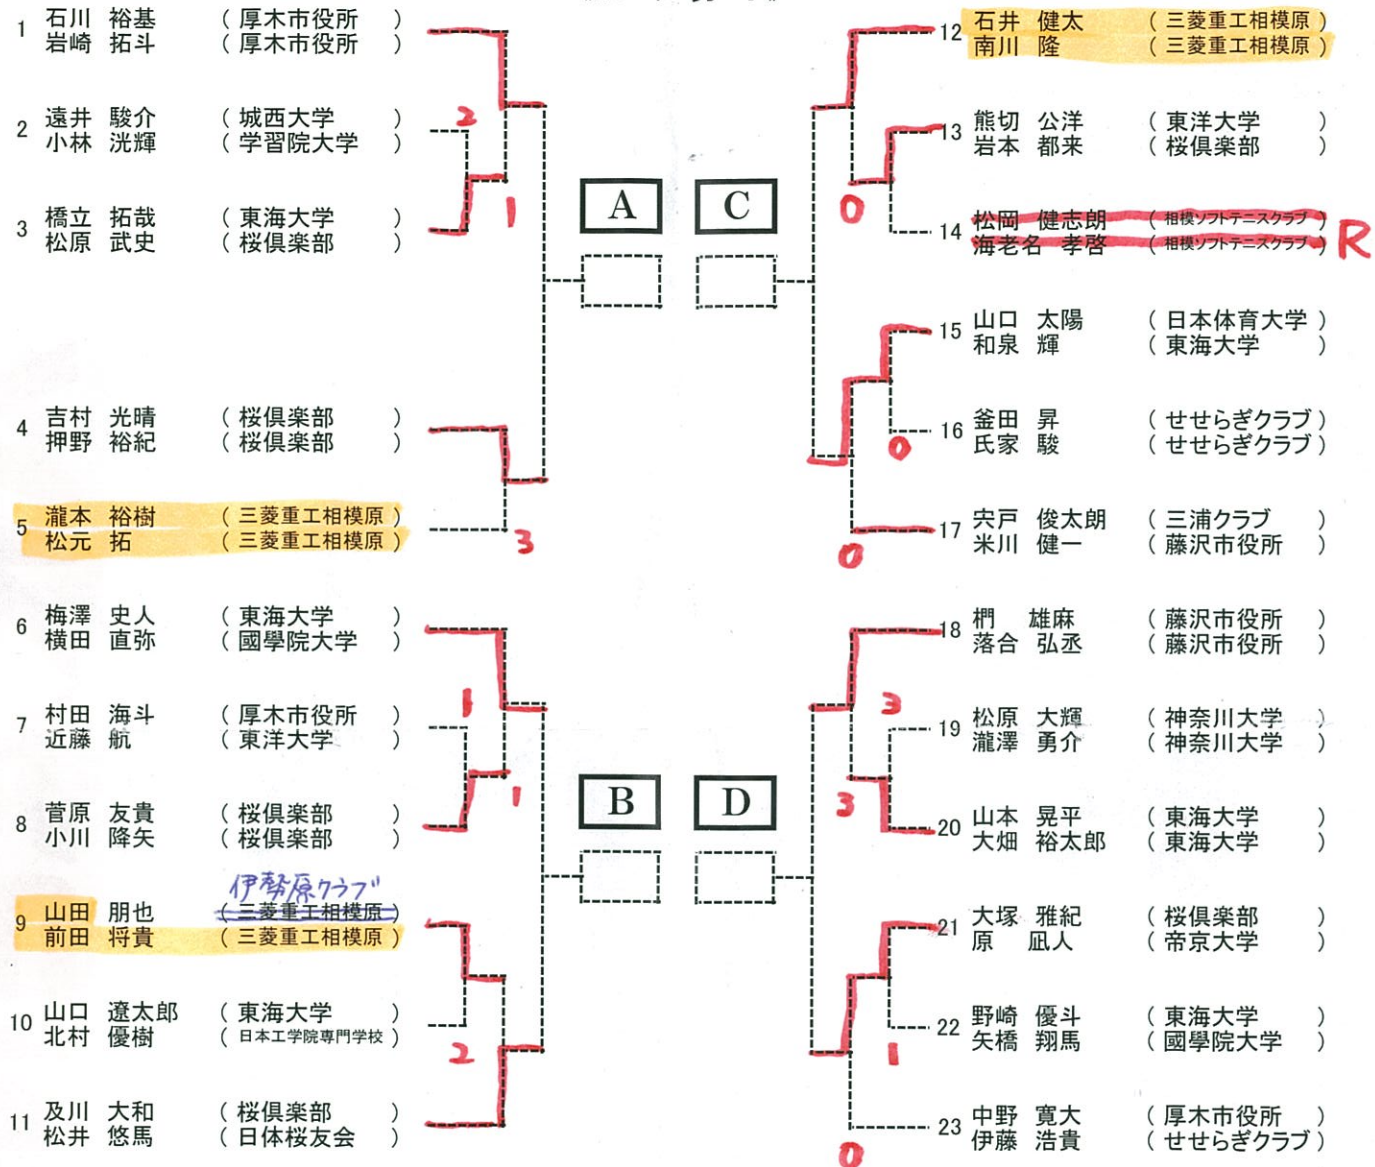 1 石川 裕基 ( 厚木市役所 )
岩崎 拓斗 ( 厚木市役所 )
2 遠井 駿介 ( 城西大学 )
小林 洸輝 ( 学習院大学 )
2
3 橋立 拓哉 ( 東海大学 )
松原 武史 ( 桜倶楽部 )
1
4 吉村 光晴 ( 桜倶楽部 )
押野 裕紀 ( 桜倶楽部 )
5 瀧本 裕樹 ( 三菱重工相模原 )
松元 拓 ( 三菱重工相模原 )
3
A
6 梅澤 史人 ( 東海大学 )
横田 直弥 ( 國學院大学 )
1
7 村田 海斗 ( 厚木市役所 )
近藤 航 ( 東洋大学 )
8 菅原 友貴 ( 桜倶楽部 )
小川 降矢 ( 桜倶楽部 )
1
伊勢原クラブ
9 山田 朋也 ( 三菱重工相模原 )
前田 将貴 ( 三菱重工相模原 )
10 山口 遼太郎 ( 東海大学 )
北村 優樹 ( 日本工学院専門学校 )
2
11 及川 大和 ( 桜倶楽部 )
松井 悠馬 ( 日体桜友会 )
B
C
12 石井 健太 ( 三菱重工相模原 )
南川 隆 ( 三菱重工相模原 )
13 熊切 公洋 ( 東洋大学 )
岩本 都来 ( 桜倶楽部 )
0
14 松岡 健志朗 ( 相模ソフトテニスクラブ )
海老名 孝啓 ( 相模ソフトテニスクラブ )
R
15 山口 太陽 ( 日本体育大学 )
和泉 輝 ( 東海大学 )
16 釜田 昇 ( せせらぎクラブ )
氏家 駿 ( せせらぎクラブ )
0
17 宍戸 俊太朗 ( 三浦クラブ )
米川 健一 ( 藤沢市役所 )
0
D
18 椚 雄麻 ( 藤沢市役所 )
落合 弘丞 ( 藤沢市役所 )
3
19 松原 大輝 ( 神奈川大学 )
瀧澤 勇介 ( 神奈川大学 )
3
20 山本 晃平 ( 東海大学 )
大畑 裕太郎 ( 東海大学 )
21 大塚 雅紀 ( 桜倶楽部 )
原 凪人 ( 帝京大学 )
22 野崎 優斗 ( 東海大学 )
矢橋 翔馬 ( 國學院大学 )
1
23 中野 寛大 ( 厚木市役所 )
伊藤 浩貴 ( せせらぎクラブ )
0